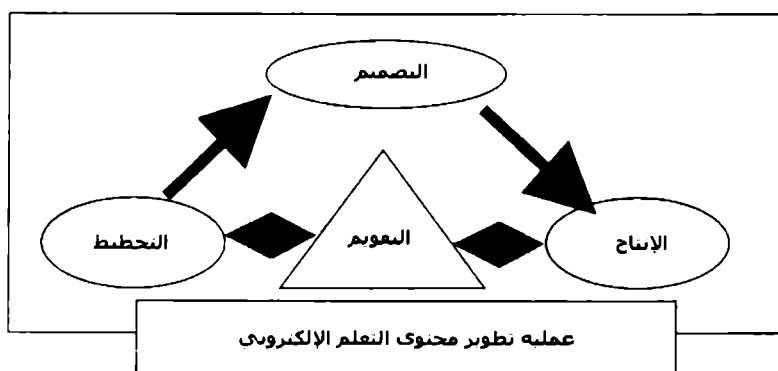 التصميم
التخطيط
التقويم
الإنتاج
عملية تطوير محتوى التعلم الإلكتروني